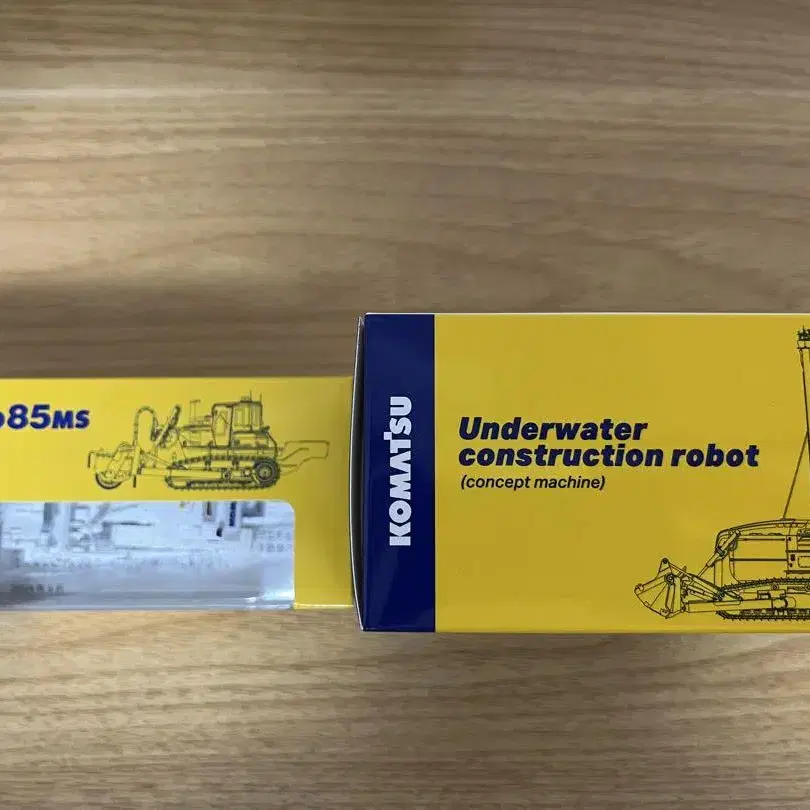 85MS
KOMATSU
Underwater
construction robot
(concept machine)